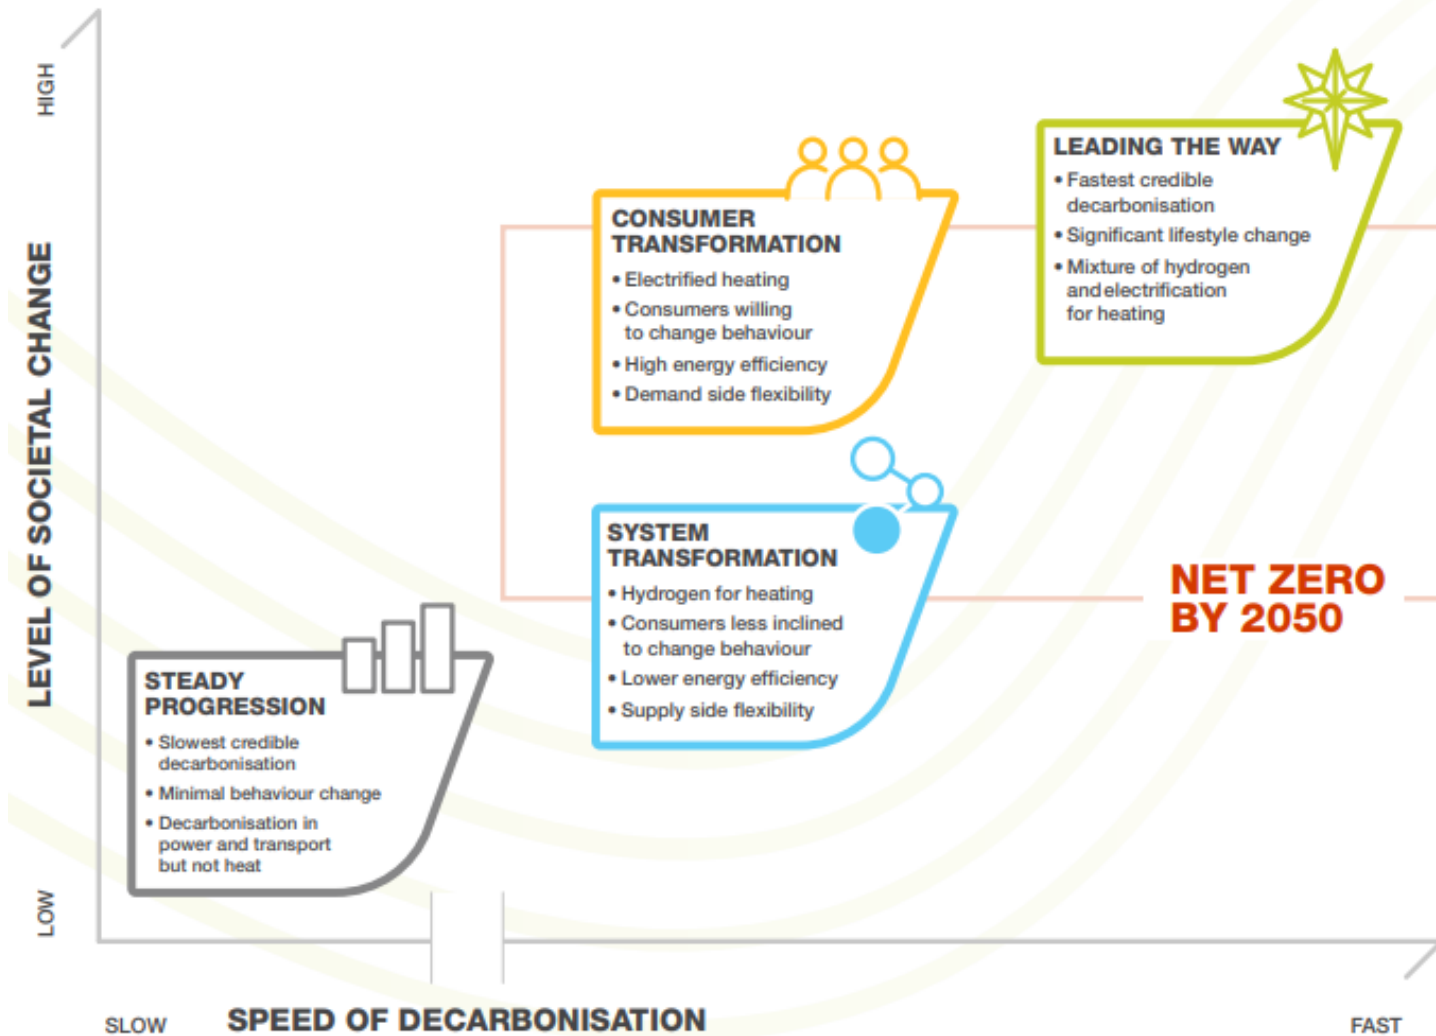 HIGH
LEVEL OF SOCIETAL CHANGE
LOW
CONSUMER
TRANSFORMATION
• Electrified heating
• Consumers willing
to change behaviour
• High energy efficiency
• Demand side flexibility
LEADING THE WAY
• Fastest credible
decarbonisation
• Significant lifestyle change
• Mixture of hydrogen
and electrification
for heating
SYSTEM
TRANSFORMATION
• Hydrogen for heating
• Consumers less inclined
to change behaviour
• Lower energy efficiency
• Supply side flexibility
NET ZERO
BY 2050
STEADY
PROGRESSION
• Slowest credible
decarbonisation
• Minimal behaviour change
• Decarbonisation in
power and transport
but not heat
SLOW
SPEED OF DECARBONISATION
FAST